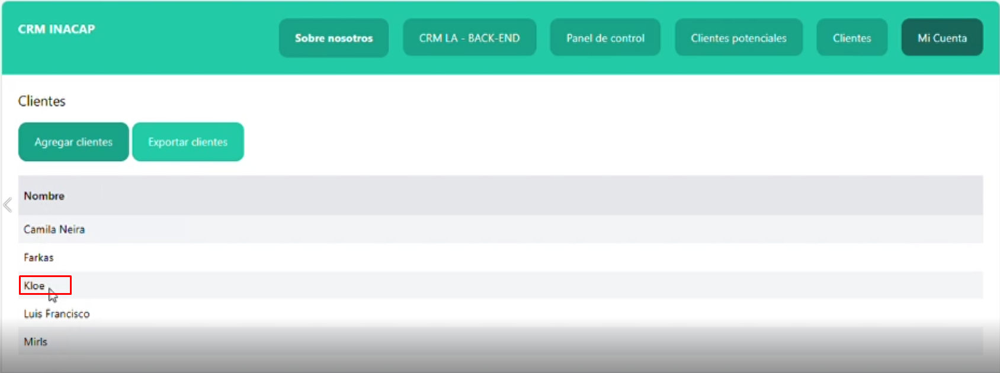 CRM INACAP
Sobre nosotros
CRM LA - BACK-END
Panel de control
Clientes potenciales
Clientes
Mi Cuenta
Clientes
Agregar clientes
Exportar clientes
Nombre
Camila Neira
Farkas
Kloe
Luis Francisco
Mirls